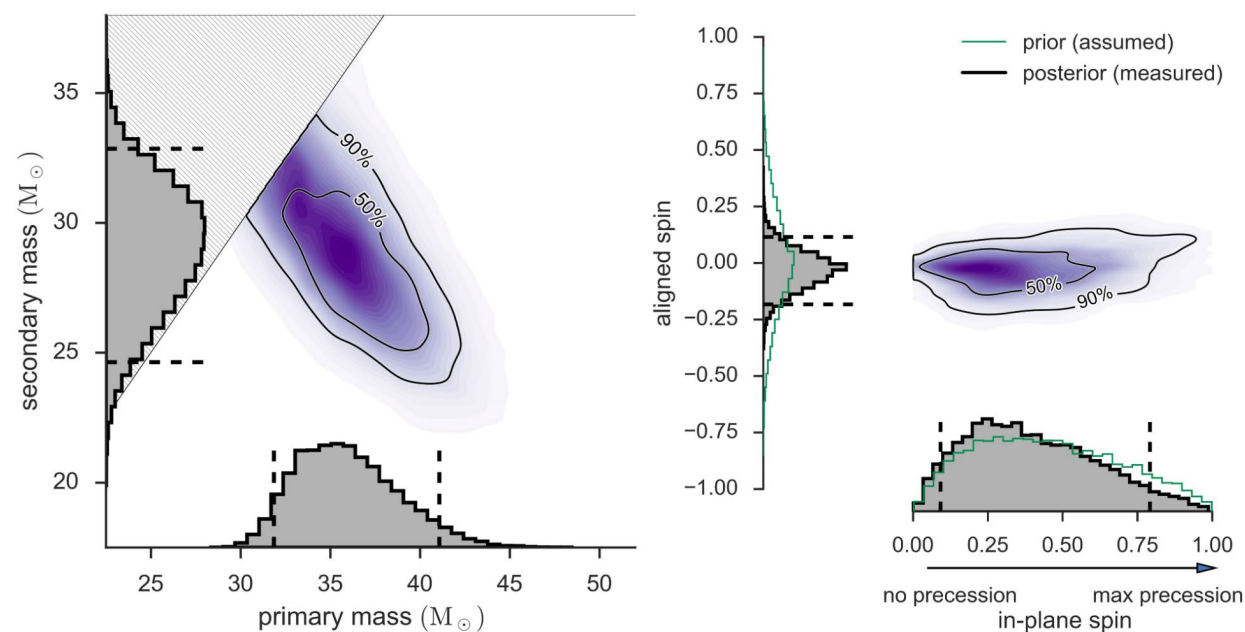 35
30
25
20
secondary mass (M⊙)
90%
50%
25
30
35
40
45
50
primary mass (M⊙)
1.00
0.75
0.50
0.25
0.00
−0.25
−0.50
−0.75
−1.00
aligned spin
prior (assumed)
posterior (measured)
50%
90%
0.00 0.25 0.50 0.75 1.00
no precession max precession
in-plane spin